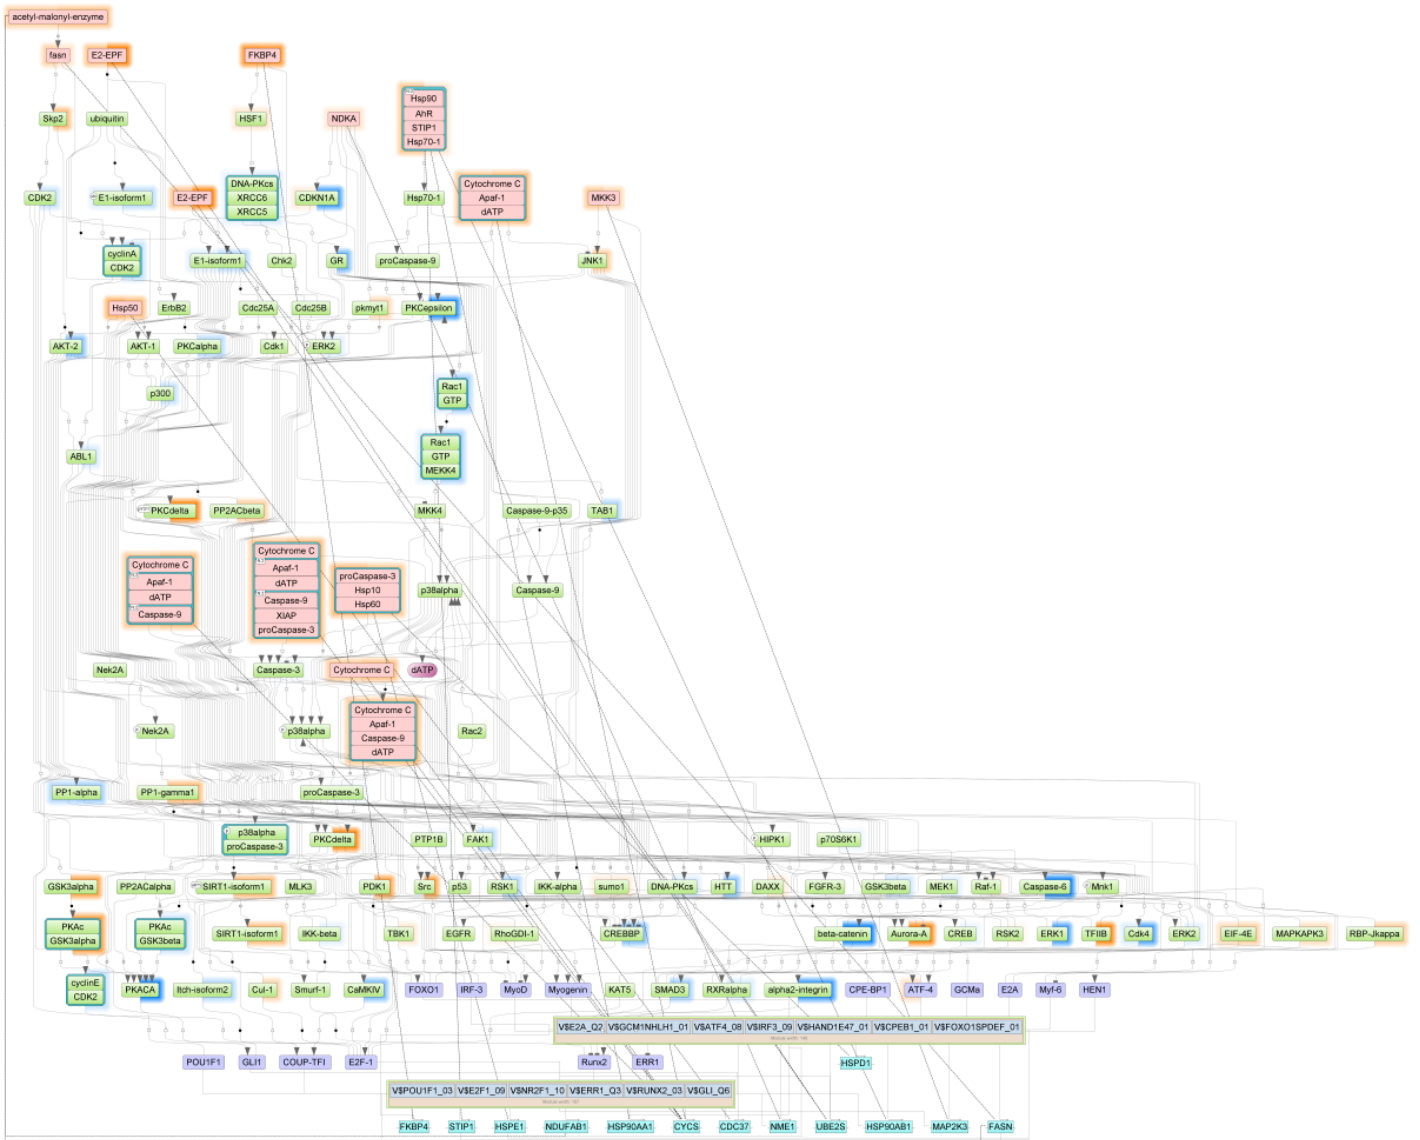 acetyl-malonyl-enzyme
fasn E2-EPF FKBP4
Skp2 ubiquitin HSF1 NDKA
Hsp90
AhR
STIP1
Hsp70-1
CDK2 E1-isoform1 E2-EPF
DNA-PKcs
XRCC6
XRCC5
CDKN1A Hsp70-1
Cytochrome C
Apaf-1
dATP
MKK3
cyclinA
CDK2
E1-isoform1 Chk2 GR proCaspase-9 JNK1
Hsp50 ErbB2 Cdc25A Cdc25B pkmyt1 PKCepsilon
AKT-2 AKT-1 PKCalpha Cdk1 ERK2
p300
Rac1
GTP
ABL1
Rac1
GTP
MEKK4
PKCdelta PP2ACbeta MKK4 Caspase-9-p35 TAB1
Cytochrome C
Apaf-1
dATP
Caspase-9
Cytochrome C
Apaf-1
dATP
Caspase-9
XIAP
proCaspase-3
proCaspase-3
Hsp10
Hsp60
p38alpha Caspase-9
Nek2A Caspase-3 Cytochrome C dATP
Nek2A p38alpha
Cytochrome C
Apaf-1
Caspase-9
dATP
Rac2
PP1-alpha PP1-gamma1 proCaspase-3
p38alpha
proCaspase-3
PKCdelta PTP1B FAK1 HIPK1 p70S6K1
GSK3alpha PP2ACalpha SIRT1-isoform1 MLK3 PDK1 Src p53 RSK1 IKK-alpha sumo1 DNA-PKcs HTT DAXX FGFR-3 GSK3beta MEK1 Raf-1 Caspase-6 Mnk1
PKAc
GSK3alpha
PKAc
GSK3beta
SIRT1-isoform1 IKK-beta TBK1 EGFR RhoGDI-1 CREBBP beta-catenin Aurora-A CREB RSK2 ERK1 TFIIB Cdk4 ERK2 EIF-4E MAPKAPK3 RBP-Jkappa
cyclinE
CDK2
PKACA Itch-isoform2 Cul-1 Smurf-1 CaMKIV FOXO1 IRF-3 MyoD Myogenin KAT5 SMAD3 RXRalpha alpha2-integrin CPE-BP1 ATF-4 GCMa E2A Myf-6 HEN1
V$E2A_Q2 V$GCM1NHLH1_01 V$ATF4_08 V$IRF3_09 V$HAND1E47_01 V$CPEB1_01 V$FOXO1SPDEF_01
POU1F1 GLI1 COUP-TFI E2F-1 Runx2 ERR1 HSPD1
V$POU1F1_03 V$E2F1_09 V$NR2F1_10 V$ERR1_Q3 V$RUNX2_03 V$GLI_Q6
FKBP4 STIP1 HSPE1 NDUFAB1 HSP90AA1 CYCS CDC37 NME1 UBE2S HSP90AB1 MAP2K3 FASN